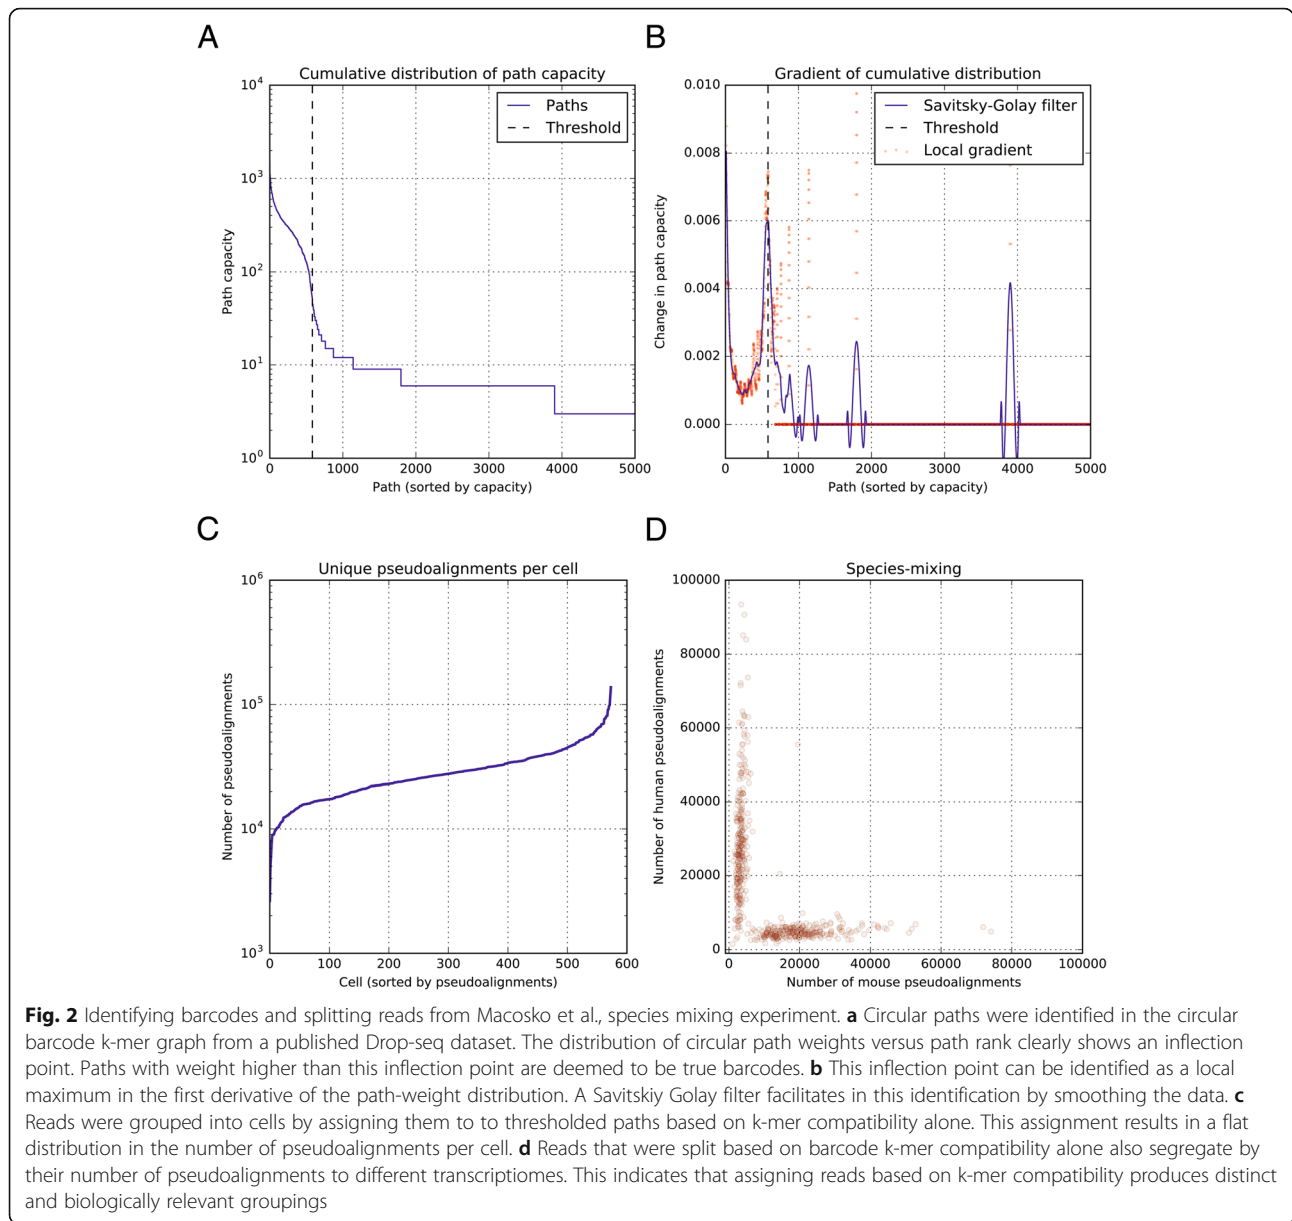 A
Cumulative distribution of path capacity
10^4
10^3
10^2
10^1
10^0
Path capacity
Paths
Threshold
0 1000 2000 3000 4000 5000
Path (sorted by capacity)
B
Gradient of cumulative distribution
0.010
0.008
0.006
0.004
0.002
0.000
Change in path capacity
Savitsky-Golay filter
Threshold
Local gradient
0 1000 2000 3000 4000 5000
Path (sorted by capacity)
C
Unique pseudoalignments per cell
10^6
10^5
10^4
10^3
Number of pseudoalignments
0 100 200 300 400 500 600
Cell (sorted by pseudoalignments)
D
Species-mixing
100000
80000
60000
40000
20000
0
Number of human pseudoalignments
0 20000 40000 60000 80000 100000
Number of mouse pseudoalignments
Fig. 2 Identifying barcodes and splitting reads from Macosko et al., species mixing experiment. a Circular paths were identified in the circular
barcode k-mer graph from a published Drop-seq dataset. The distribution of circular path weights versus path rank clearly shows an inflection
point. Paths with weight higher than this inflection point are deemed to be true barcodes. b This inflection point can be identified as a local
maximum in the first derivative of the path-weight distribution. A Savitskiy Golay filter facilitates in this identification by smoothing the data. c
Reads were grouped into cells by assigning them to to thresholded paths based on k-mer compatibility alone. This assignment results in a flat
distribution in the number of pseudoalignments per cell. d Reads that were split based on barcode k-mer compatibility alone also segregate by
their number of pseudoalignments to different transcriptomes. This indicates that assigning reads based on k-mer compatibility produces distinct
and biologically relevant groupings